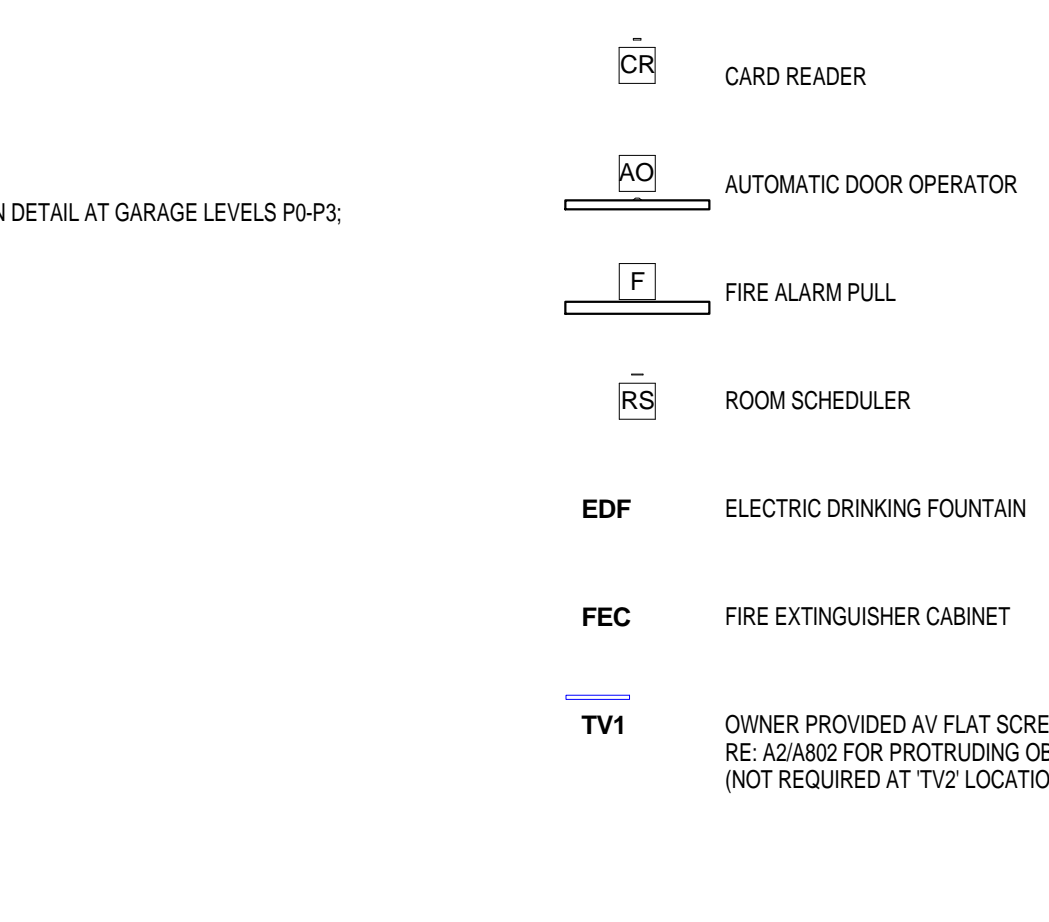 CR
CARD READER
AO
AUTOMATIC DOOR OPERATOR
N DETAIL AT GARAGE LEVELS P0-P3;
F
FIRE ALARM PULL
RS
ROOM SCHEDULER
EDF
ELECTRIC DRINKING FOUNTAIN
FEC
FIRE EXTINGUISHER CABINET
TV1
OWNER PROVIDED AV FLAT SCRE
RE: A2/A802 FOR PROTRUDING OB
(NOT REQUIRED AT 'TV2' LOCATIO